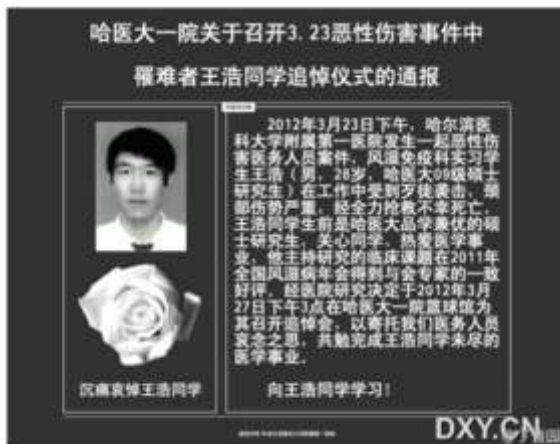 哈医大一院关于召开3.23恶性伤害事件中
罹难者王浩同学追悼仪式的通报
2012年3月23日下午，哈尔滨医
科大学附属第一医院发生一起恶性伤
害医务人员案件，风湿免疫科实习学
生王浩（男，28岁，哈医大09级硕士
研究生）在工作中受到歹徒袭击，颈
部伤势严重，经全力抢救不幸死亡。
王浩同学生前是哈医大品学兼优的硕
士研究生，关心同学，热爱医学事
业，他主持研究的临床课题在2011年
全国风湿病年会得到与会专家的一致
好评，经医院研究决定于2012年3月
27日下午3点在哈医大一院篮球馆为
其召开追悼会，以寄托我们医务人员
哀念之思，共勉完成王浩同学未尽的
医学事业。
向王浩同学学习！
沉痛哀悼王浩同学
DXY.CN